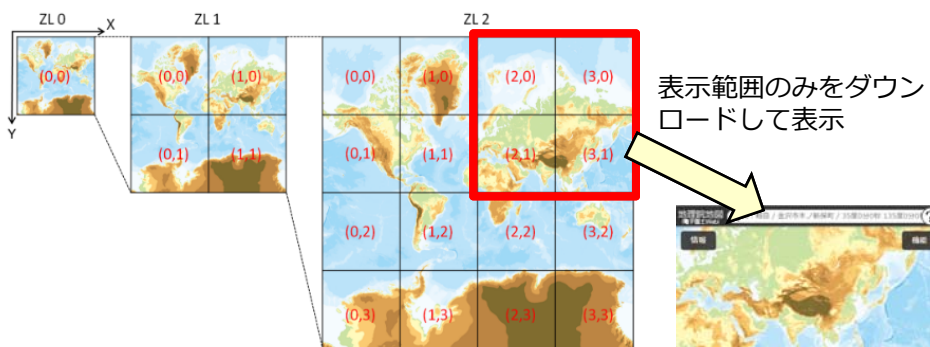 ZL 0
X
ZL 1
ZL 2
(0,0)
Y
(0,0)
(1,0)
(0,1)
(1,1)
(0,0)
(1,0)
(2,0)
(3,0)
(0,1)
(1,1)
(2,1)
(3,1)
(0,2)
(1,2)
(2,2)
(3,2)
(0,3)
(1,3)
(2,3)
(3,3)
表示範囲のみをダウン
ロードして表示
地理院地図
情報
機能